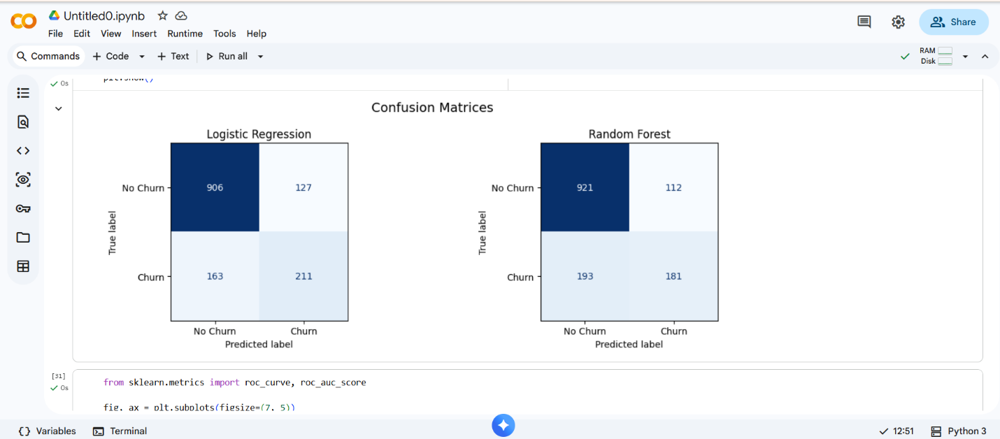 Untitled0.ipynb
File Edit View Insert Runtime Tools Help
Share
Commands + Code + Text Run all
RAM
Disk
0s
plt.show()
Confusion Matrices
Logistic Regression
No Churn 906 127
Churn 163 211
True label
No Churn Churn
Predicted label
Random Forest
No Churn 921 112
Churn 193 181
True label
No Churn Churn
Predicted label
[31]
0s
from sklearn.metrics import roc_curve, roc_auc_score
fig, ax = plt.subplots(figsize=(7, 5))
{} Variables Terminal
12:51 Python 3